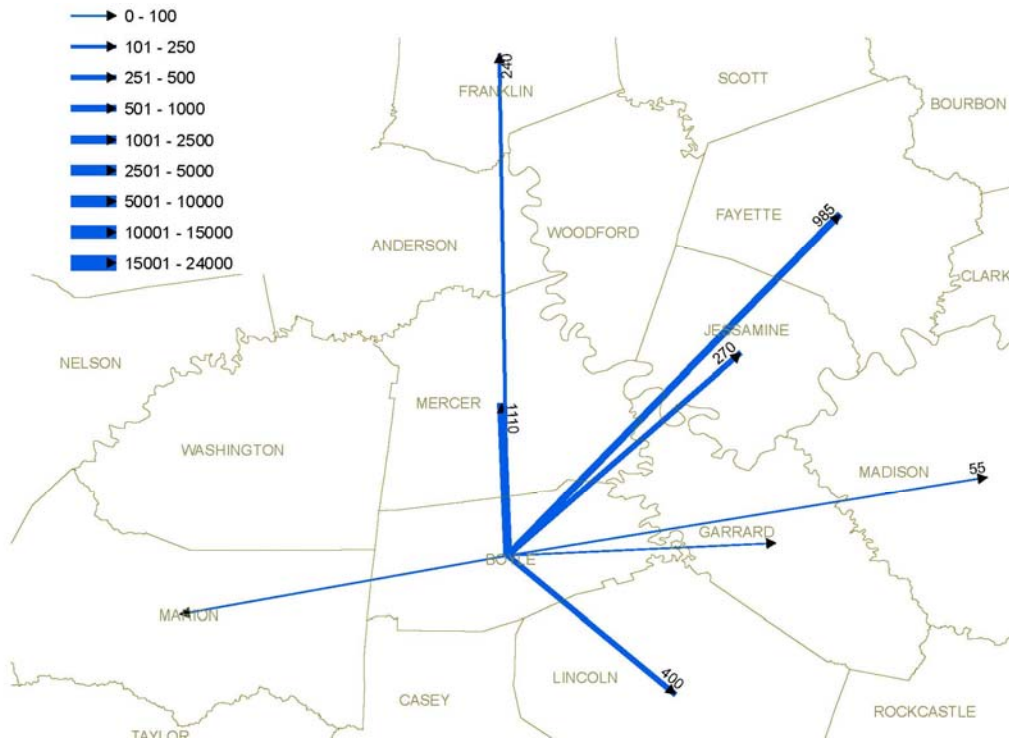 0 - 100
101 - 250
251 - 500
501 - 1000
1001 - 2500
2501 - 5000
5001 - 10000
10001 - 15000
15001 - 24000
240
FRANKLIN
SCOTT
BOURBON
985
FAYETTE
WOODFORD
ANDERSON
CLARK
JESSAMINE
270
NELSON
MERCER
1110
WASHINGTON
MADISON
55
GARRARD
BOYLE
MARION
400
LINCOLN
CASEY
ROCKCASTLE
TAYLOR